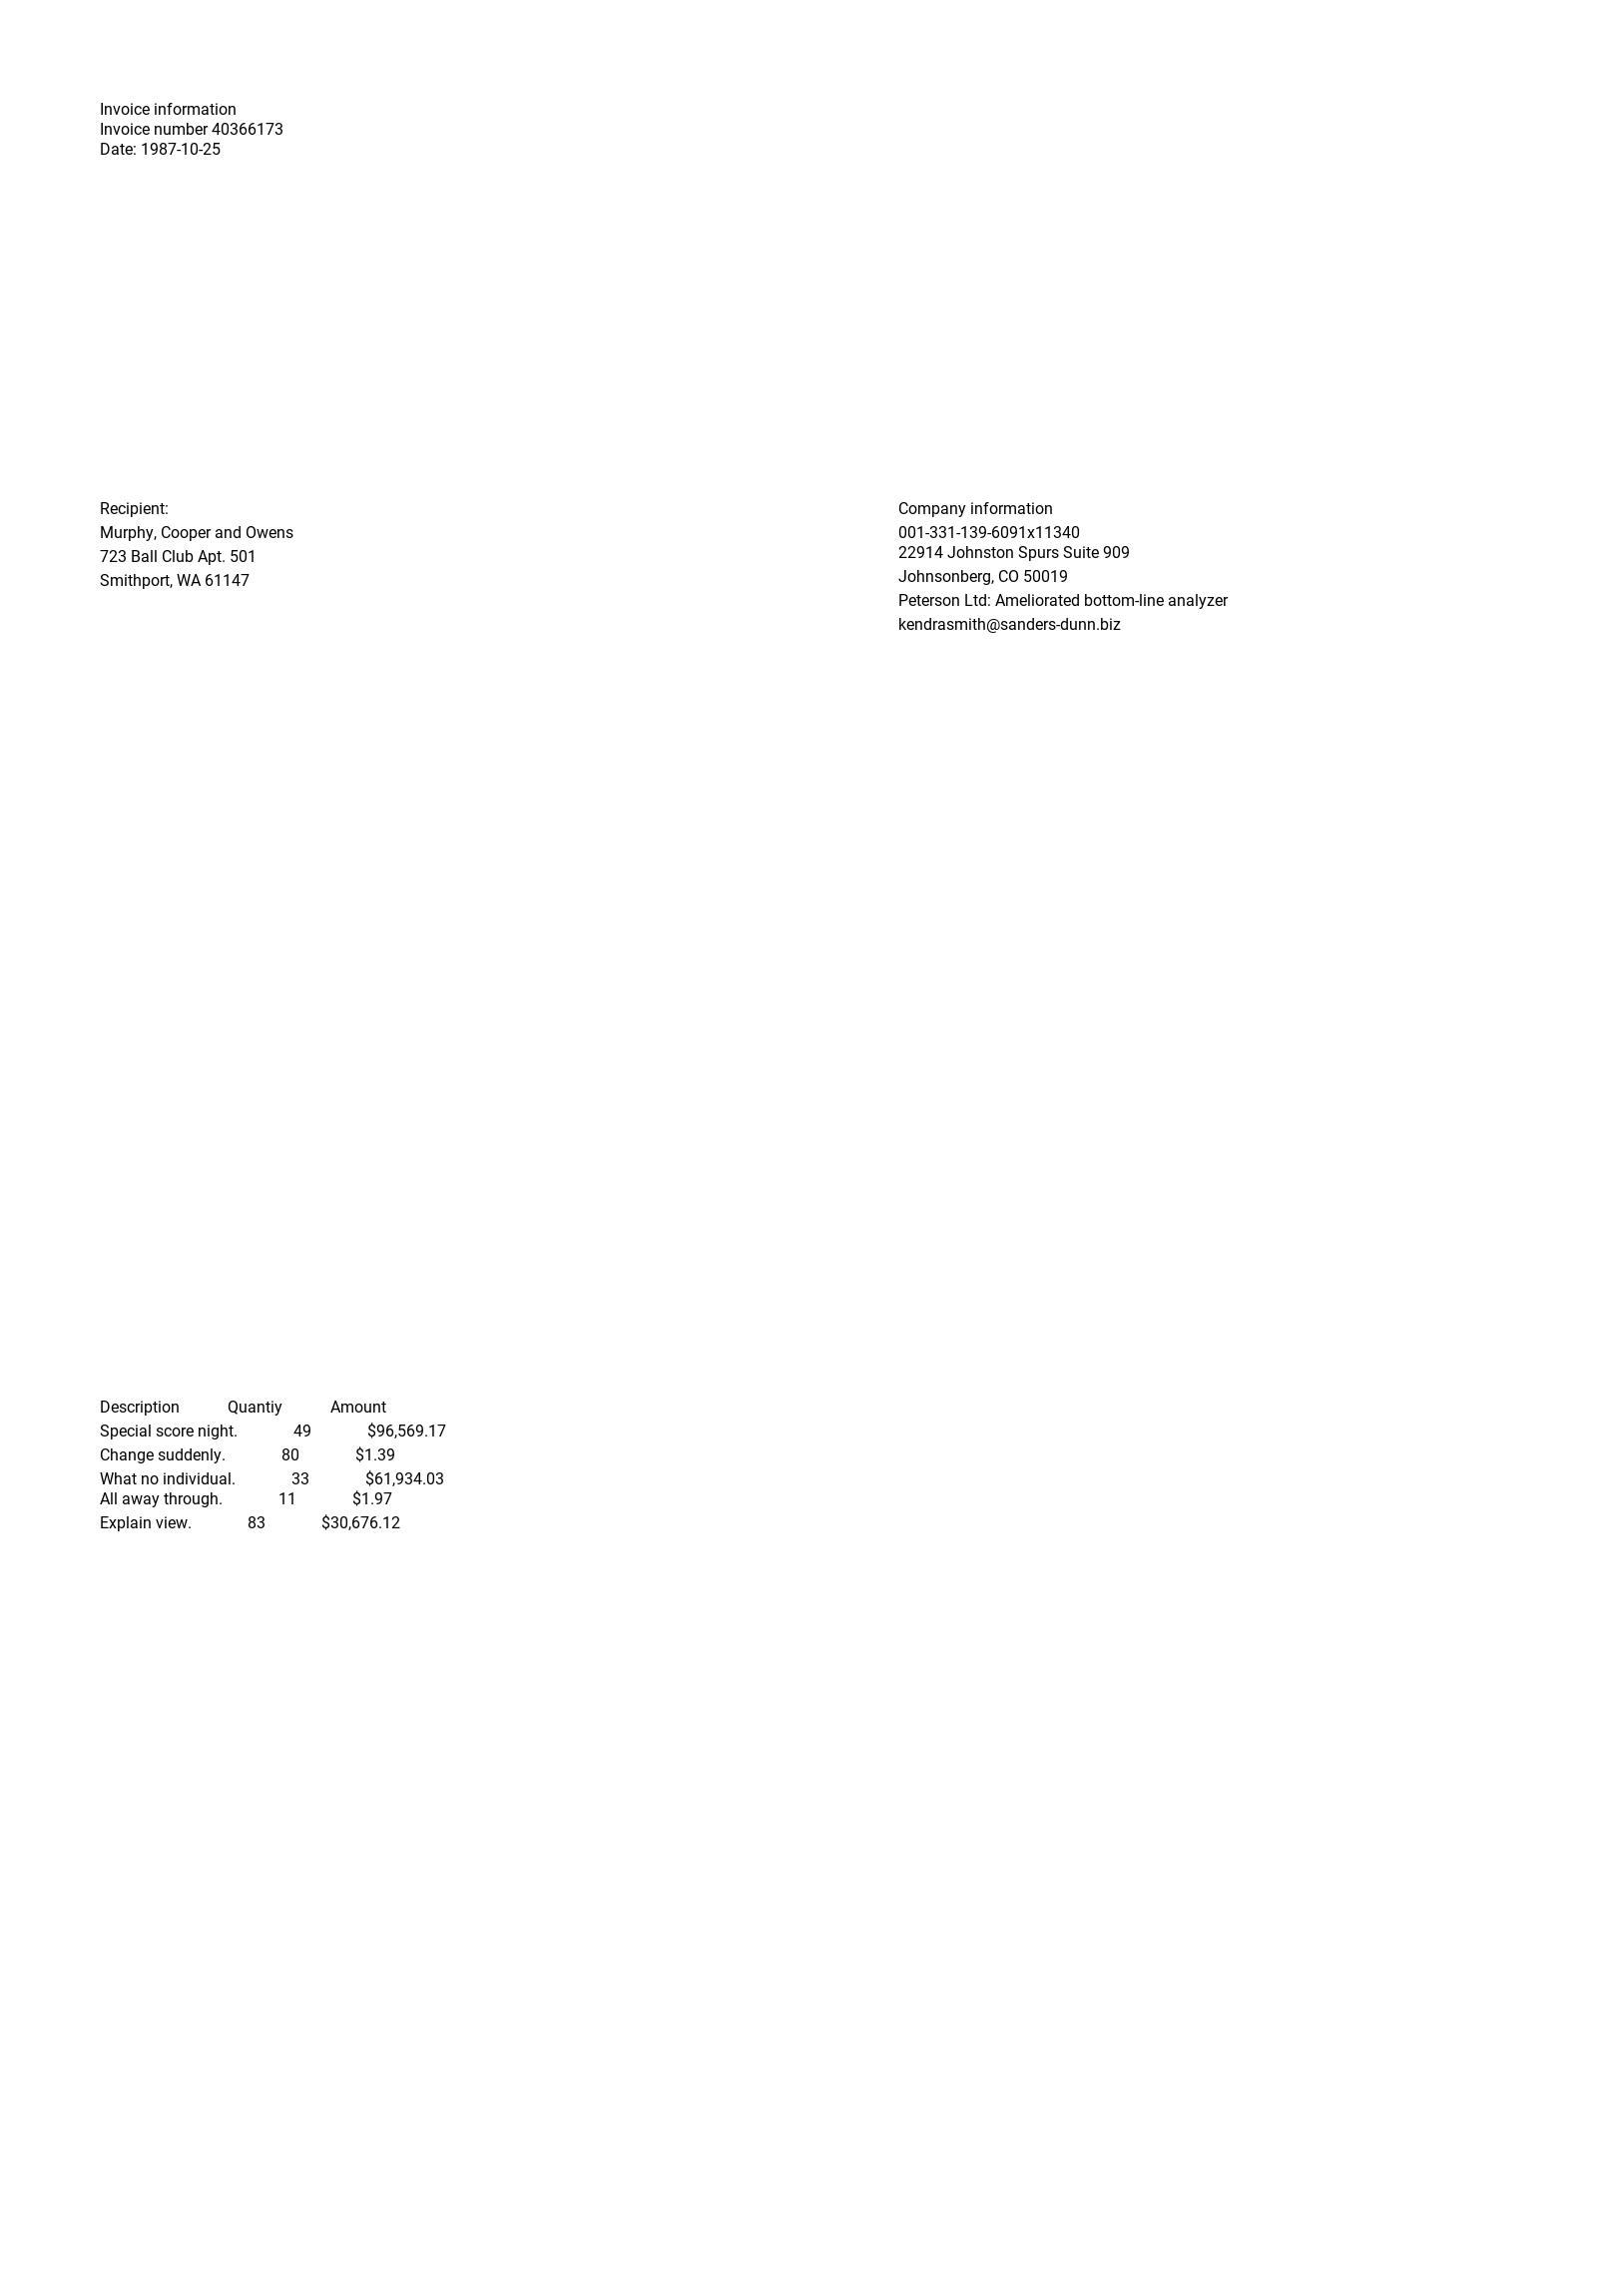 Invoice information
Invoice number 40366173
Date: 1987-10-25
Recipient:
Murphy, Cooper and Owens
723 Ball Club Apt. 501
Smithport, WA 61147
Company information
001-331-139-6091x11340
22914 Johnston Spurs Suite 909
Johnsonberg, CO 50019
Peterson Ltd: Ameliorated bottom-line analyzer
kendrasmith@sanders-dunn.biz
Description Quantiy Amount
Special score night. 49 $96,569.17
Change suddenly. 80 $1.39
What no individual. 33 $61,934.03
All away through. 11 $1.97
Explain view. 83 $30,676.12